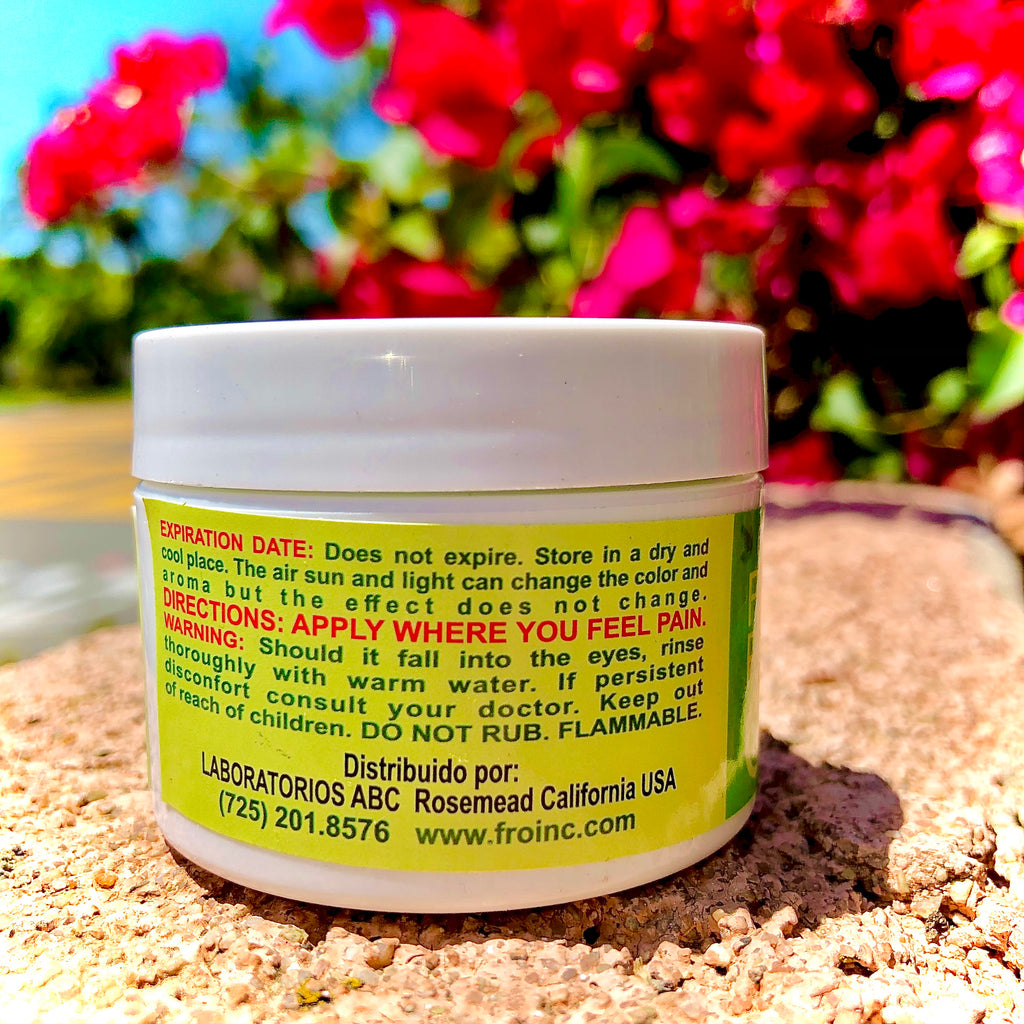 EXPIRATION DATE: Does not expire. Store in a dry and
cool place. The air sun and light can change the color and
aroma but the effect does not change.
DIRECTIONS: APPLY WHERE YOU FEEL PAIN.
WARNING: Should it fall into the eyes, rinse
thoroughly with warm water. If persistent
disconfort consult your doctor. Keep out
of reach of children. DO NOT RUB. FLAMMABLE.
Distribuido por:
LABORATORIOS ABC Rosemead California USA
(725) 201.8576 www.froinc.com